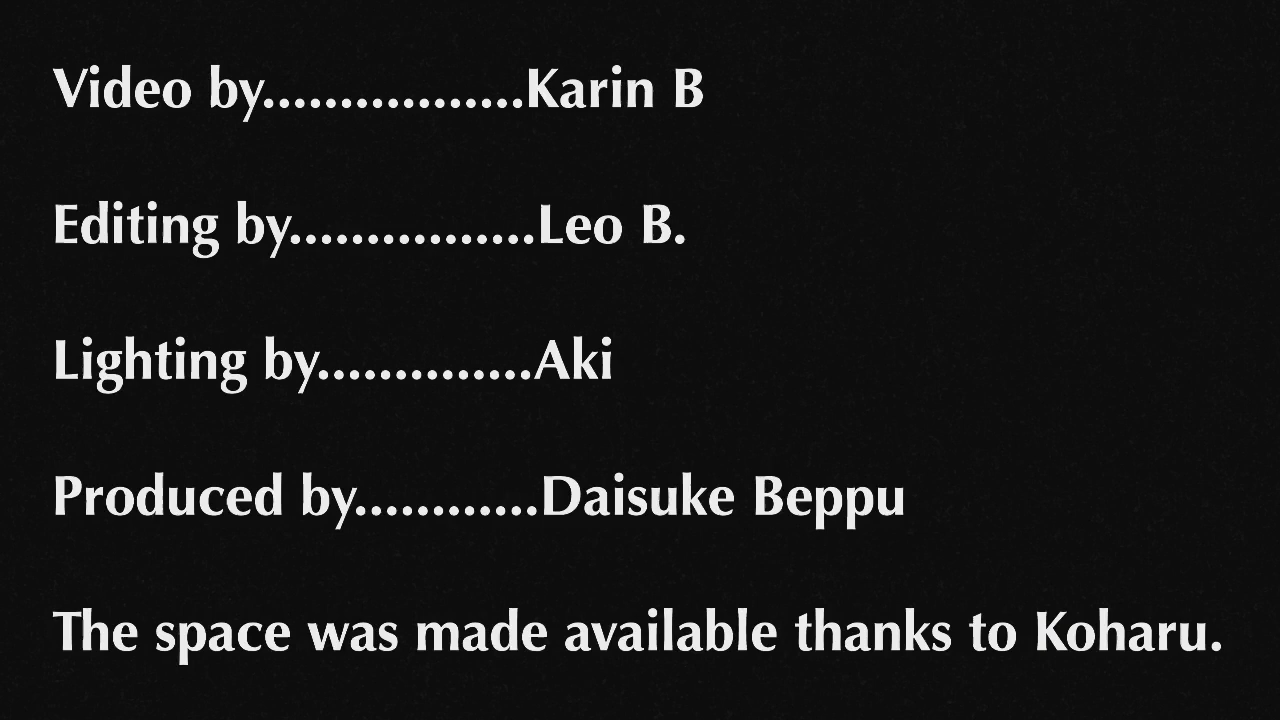 Video by.................Karin B
Editing by................Leo B.
Lighting by..............Aki
Produced by............Daisuke Beppu
The space was made available thanks to Koharu.